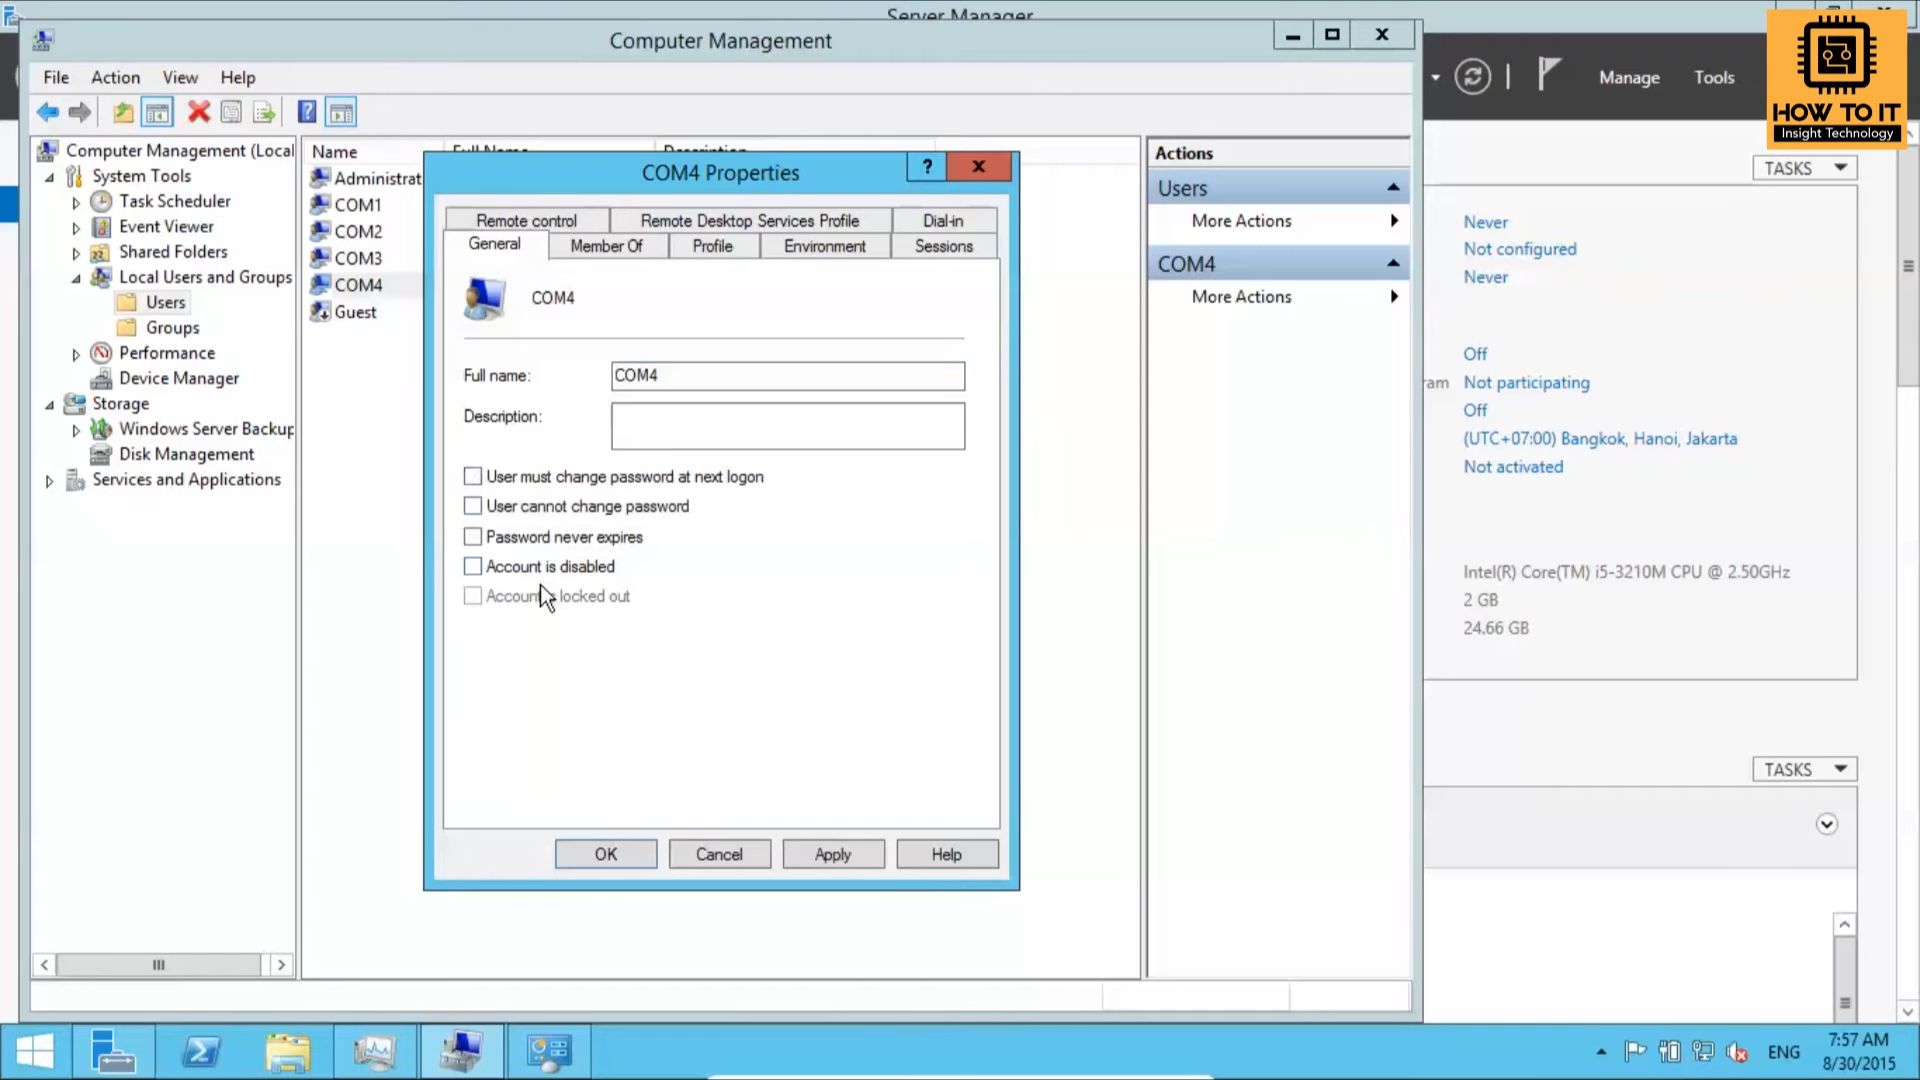 Server Manager
Computer Management
File Action View Help
Manage Tools
HOW TO IT
Insight Technology
Computer Management (Local
System Tools
Task Scheduler
Event Viewer
Shared Folders
Local Users and Groups
Users
Groups
Performance
Device Manager
Storage
Windows Server Backup
Disk Management
Services and Applications
Name Full Name Description
Administrat
COM1
COM2
COM3
COM4
Guest
COM4 Properties
?
Remote control Remote Desktop Services Profile Dial-in
General Member Of Profile Environment Sessions
COM4
Full name: COM4
Description:
User must change password at next logon
User cannot change password
Password never expires
Account is disabled
Account locked out
OK Cancel Apply Help
Actions
Users
More Actions
COM4
More Actions
TASKS
Never
Not configured
Never
Off
ram Not participating
Off
(UTC+07:00) Bangkok, Hanoi, Jakarta
Not activated
Intel(R) Core(TM) i5-3210M CPU @ 2.50GHz
2 GB
24.66 GB
TASKS
ENG
7:57 AM
8/30/2015